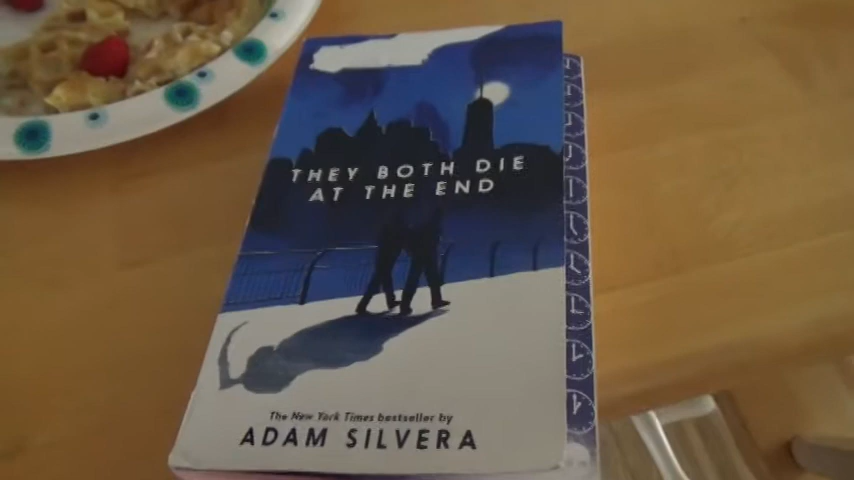 THEY BOTH DIE
AT THE END
The New York Times bestseller by
ADAM SILVERA